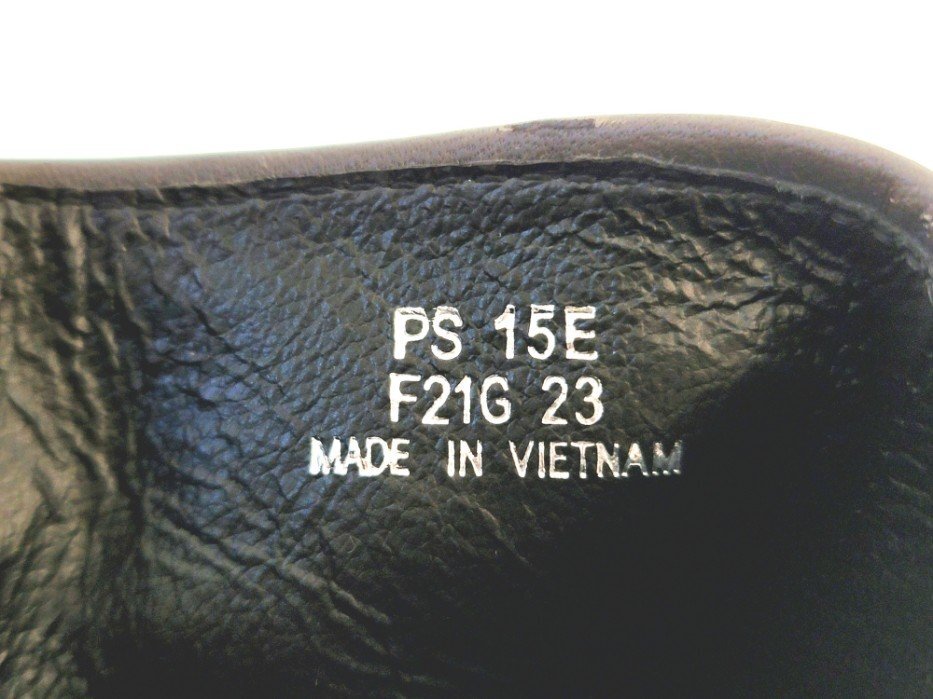 PS 15E
F21G 23
MADE IN VIETNAM